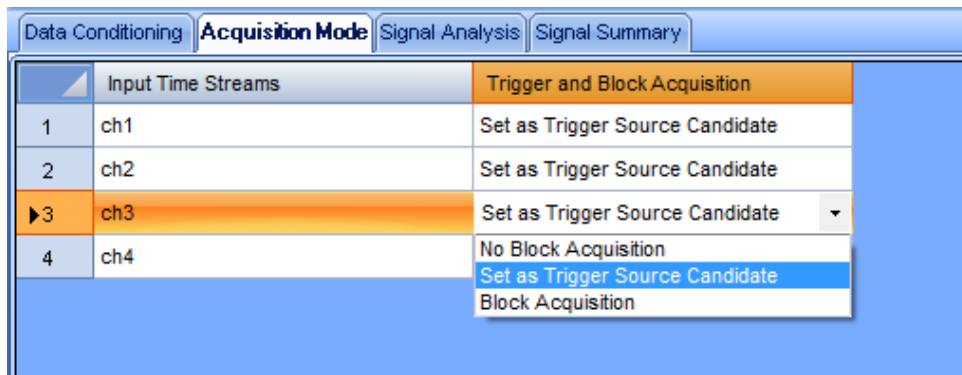 Data Conditioning Acquisition Mode Signal Analysis Signal Summary
Input Time Streams Trigger and Block Acquisition
1 ch1 Set as Trigger Source Candidate
2 ch2 Set as Trigger Source Candidate
3 ch3 Set as Trigger Source Candidate
4 ch4
No Block Acquisition
Set as Trigger Source Candidate
Block Acquisition